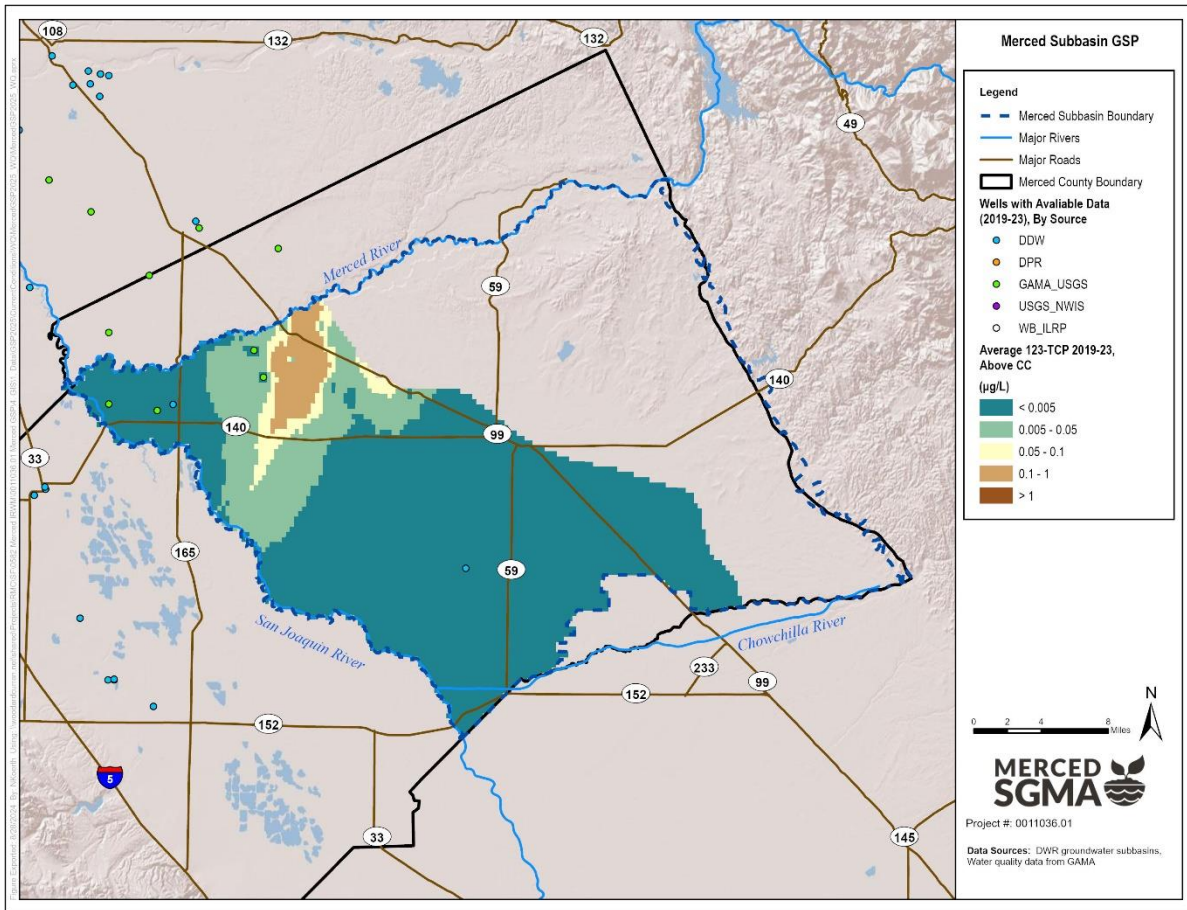 108
132
132
49
Merced River
59
140
140
99
33
165
59
San Joaquin River
Chowchilla River
233
99
152
152
5
33
145
Merced Subbasin GSP
Legend
Merced Subbasin Boundary
Major Rivers
Major Roads
Merced County Boundary
Wells with Avaliable Data
(2019-23), By Source
DDW
DPR
GAMA_USGS
USGS_NWIS
WB_ILRP
Average 123-TCP 2019-23,
Above CC
(µg/L)
< 0.005
0.005 - 0.05
0.05 - 0.1
0.1 - 1
> 1
N
0 2 4 8
Miles
MERCED
SGMA
Project #: 0011036.01
Data Sources: DWR groundwater subbasins,
Water quality data from GAMA